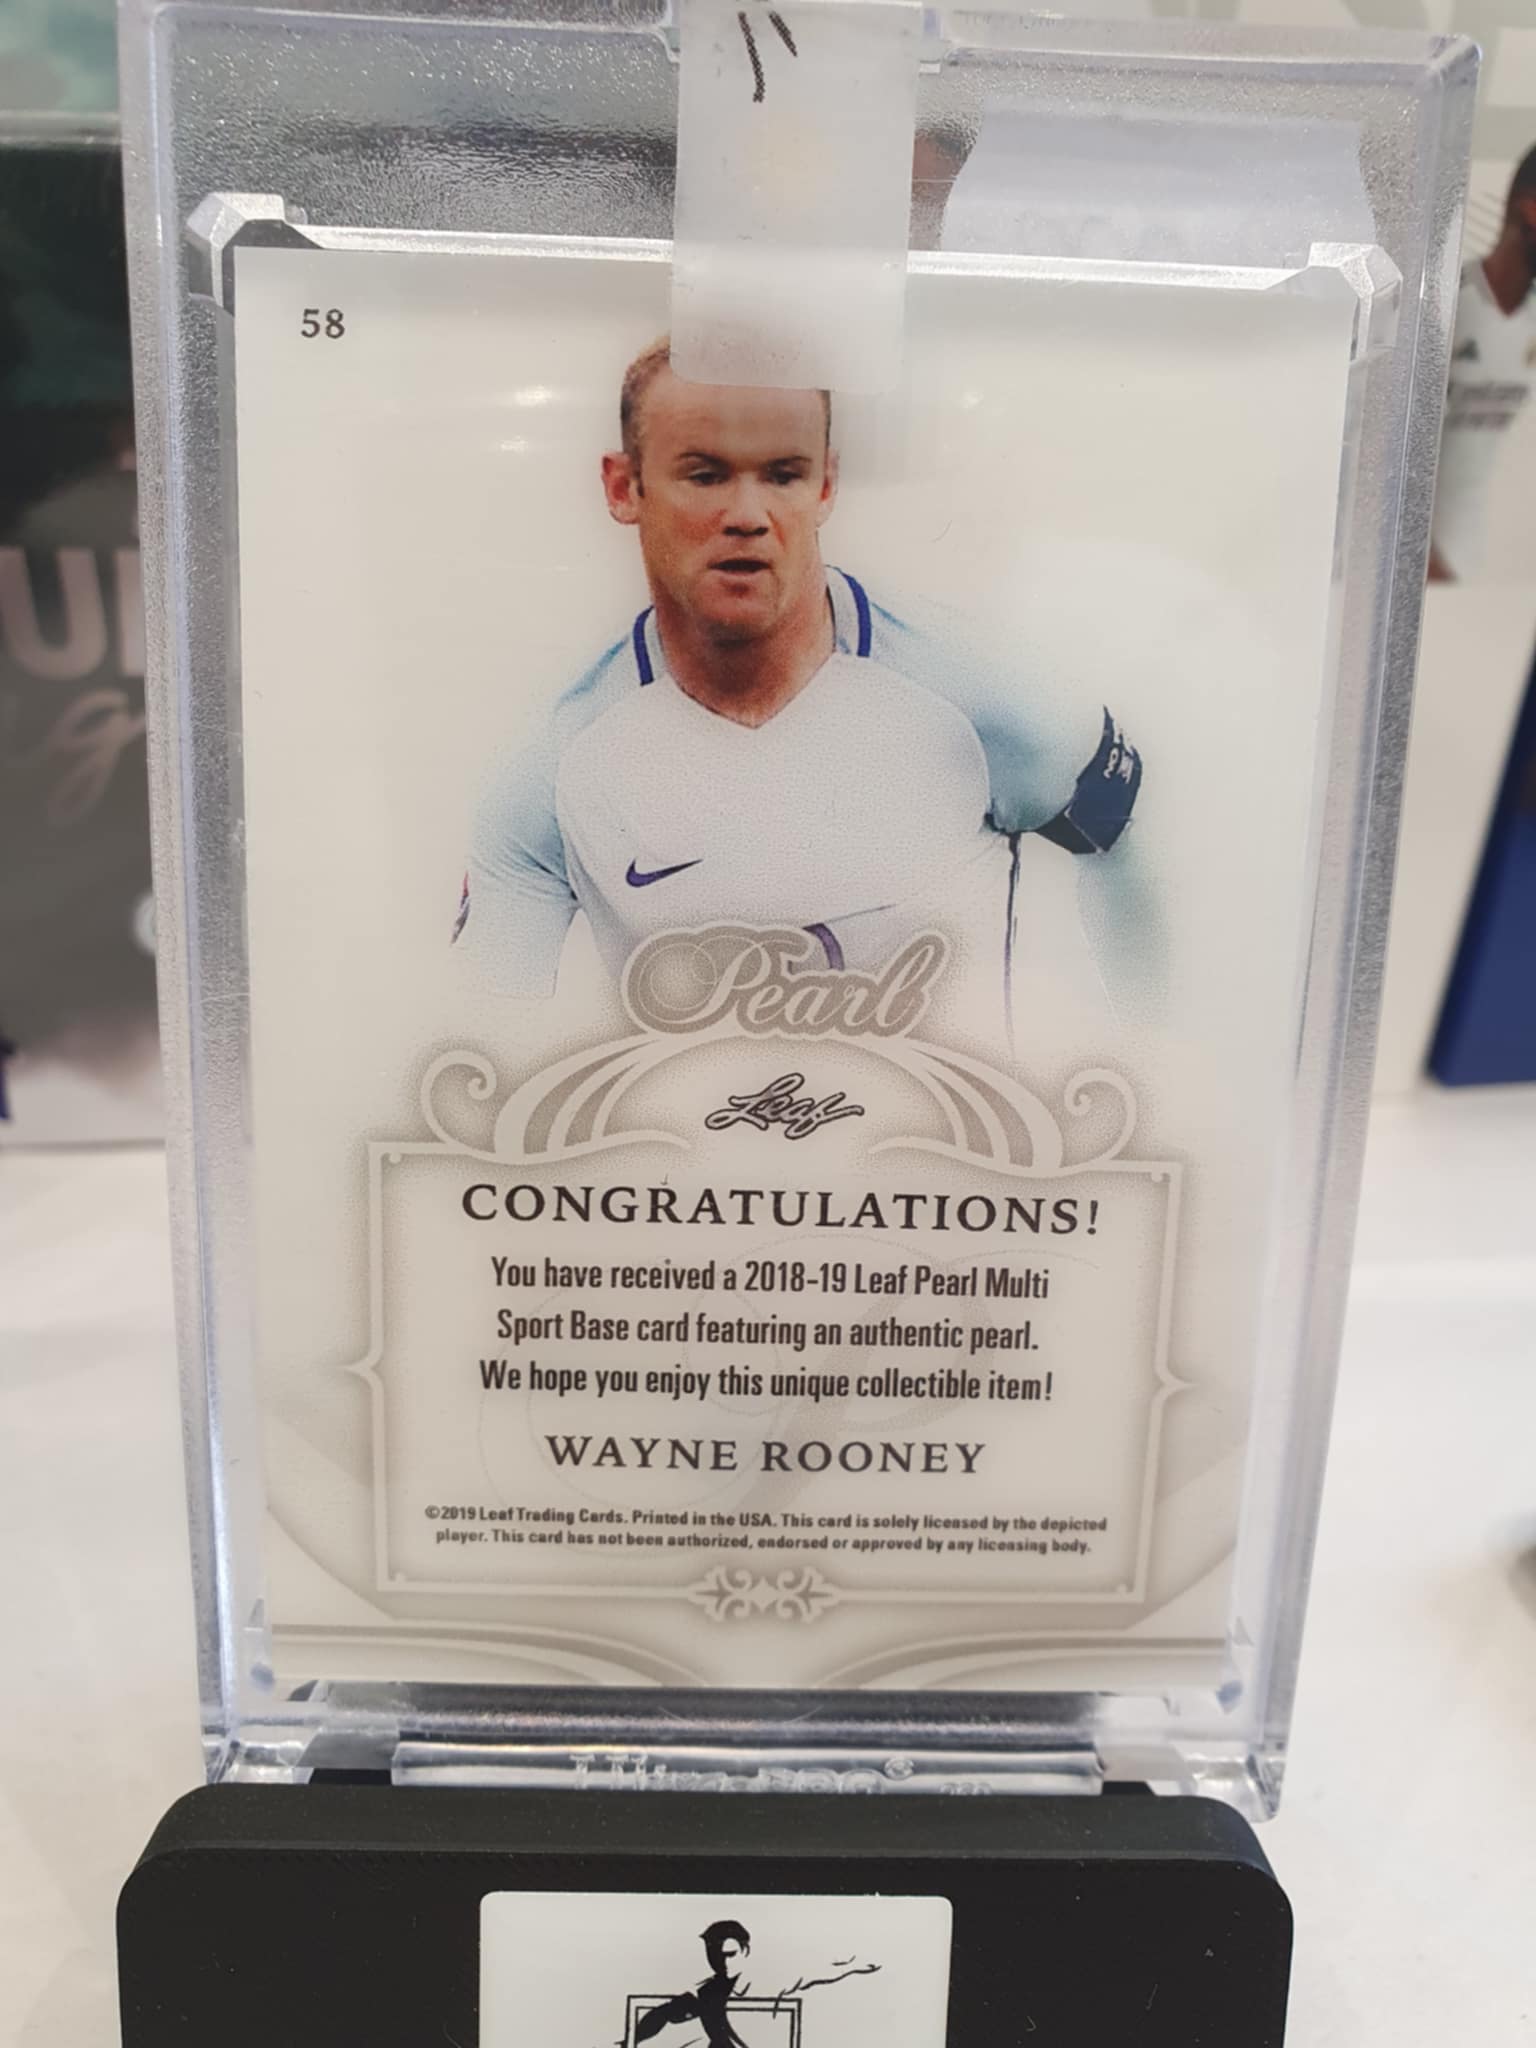 58
Pearl
Leaf
CONGRATULATIONS!
You have received a 2018-19 Leaf Pearl Multi
Sport Base card featuring an authentic pearl.
We hope you enjoy this unique collectible item!
WAYNE ROONEY
©2019 Leaf Trading Cards. Printed in the USA. This card is solely licensed by the depicted
player. This card has not been authorized, endorsed or approved by any licensing body.